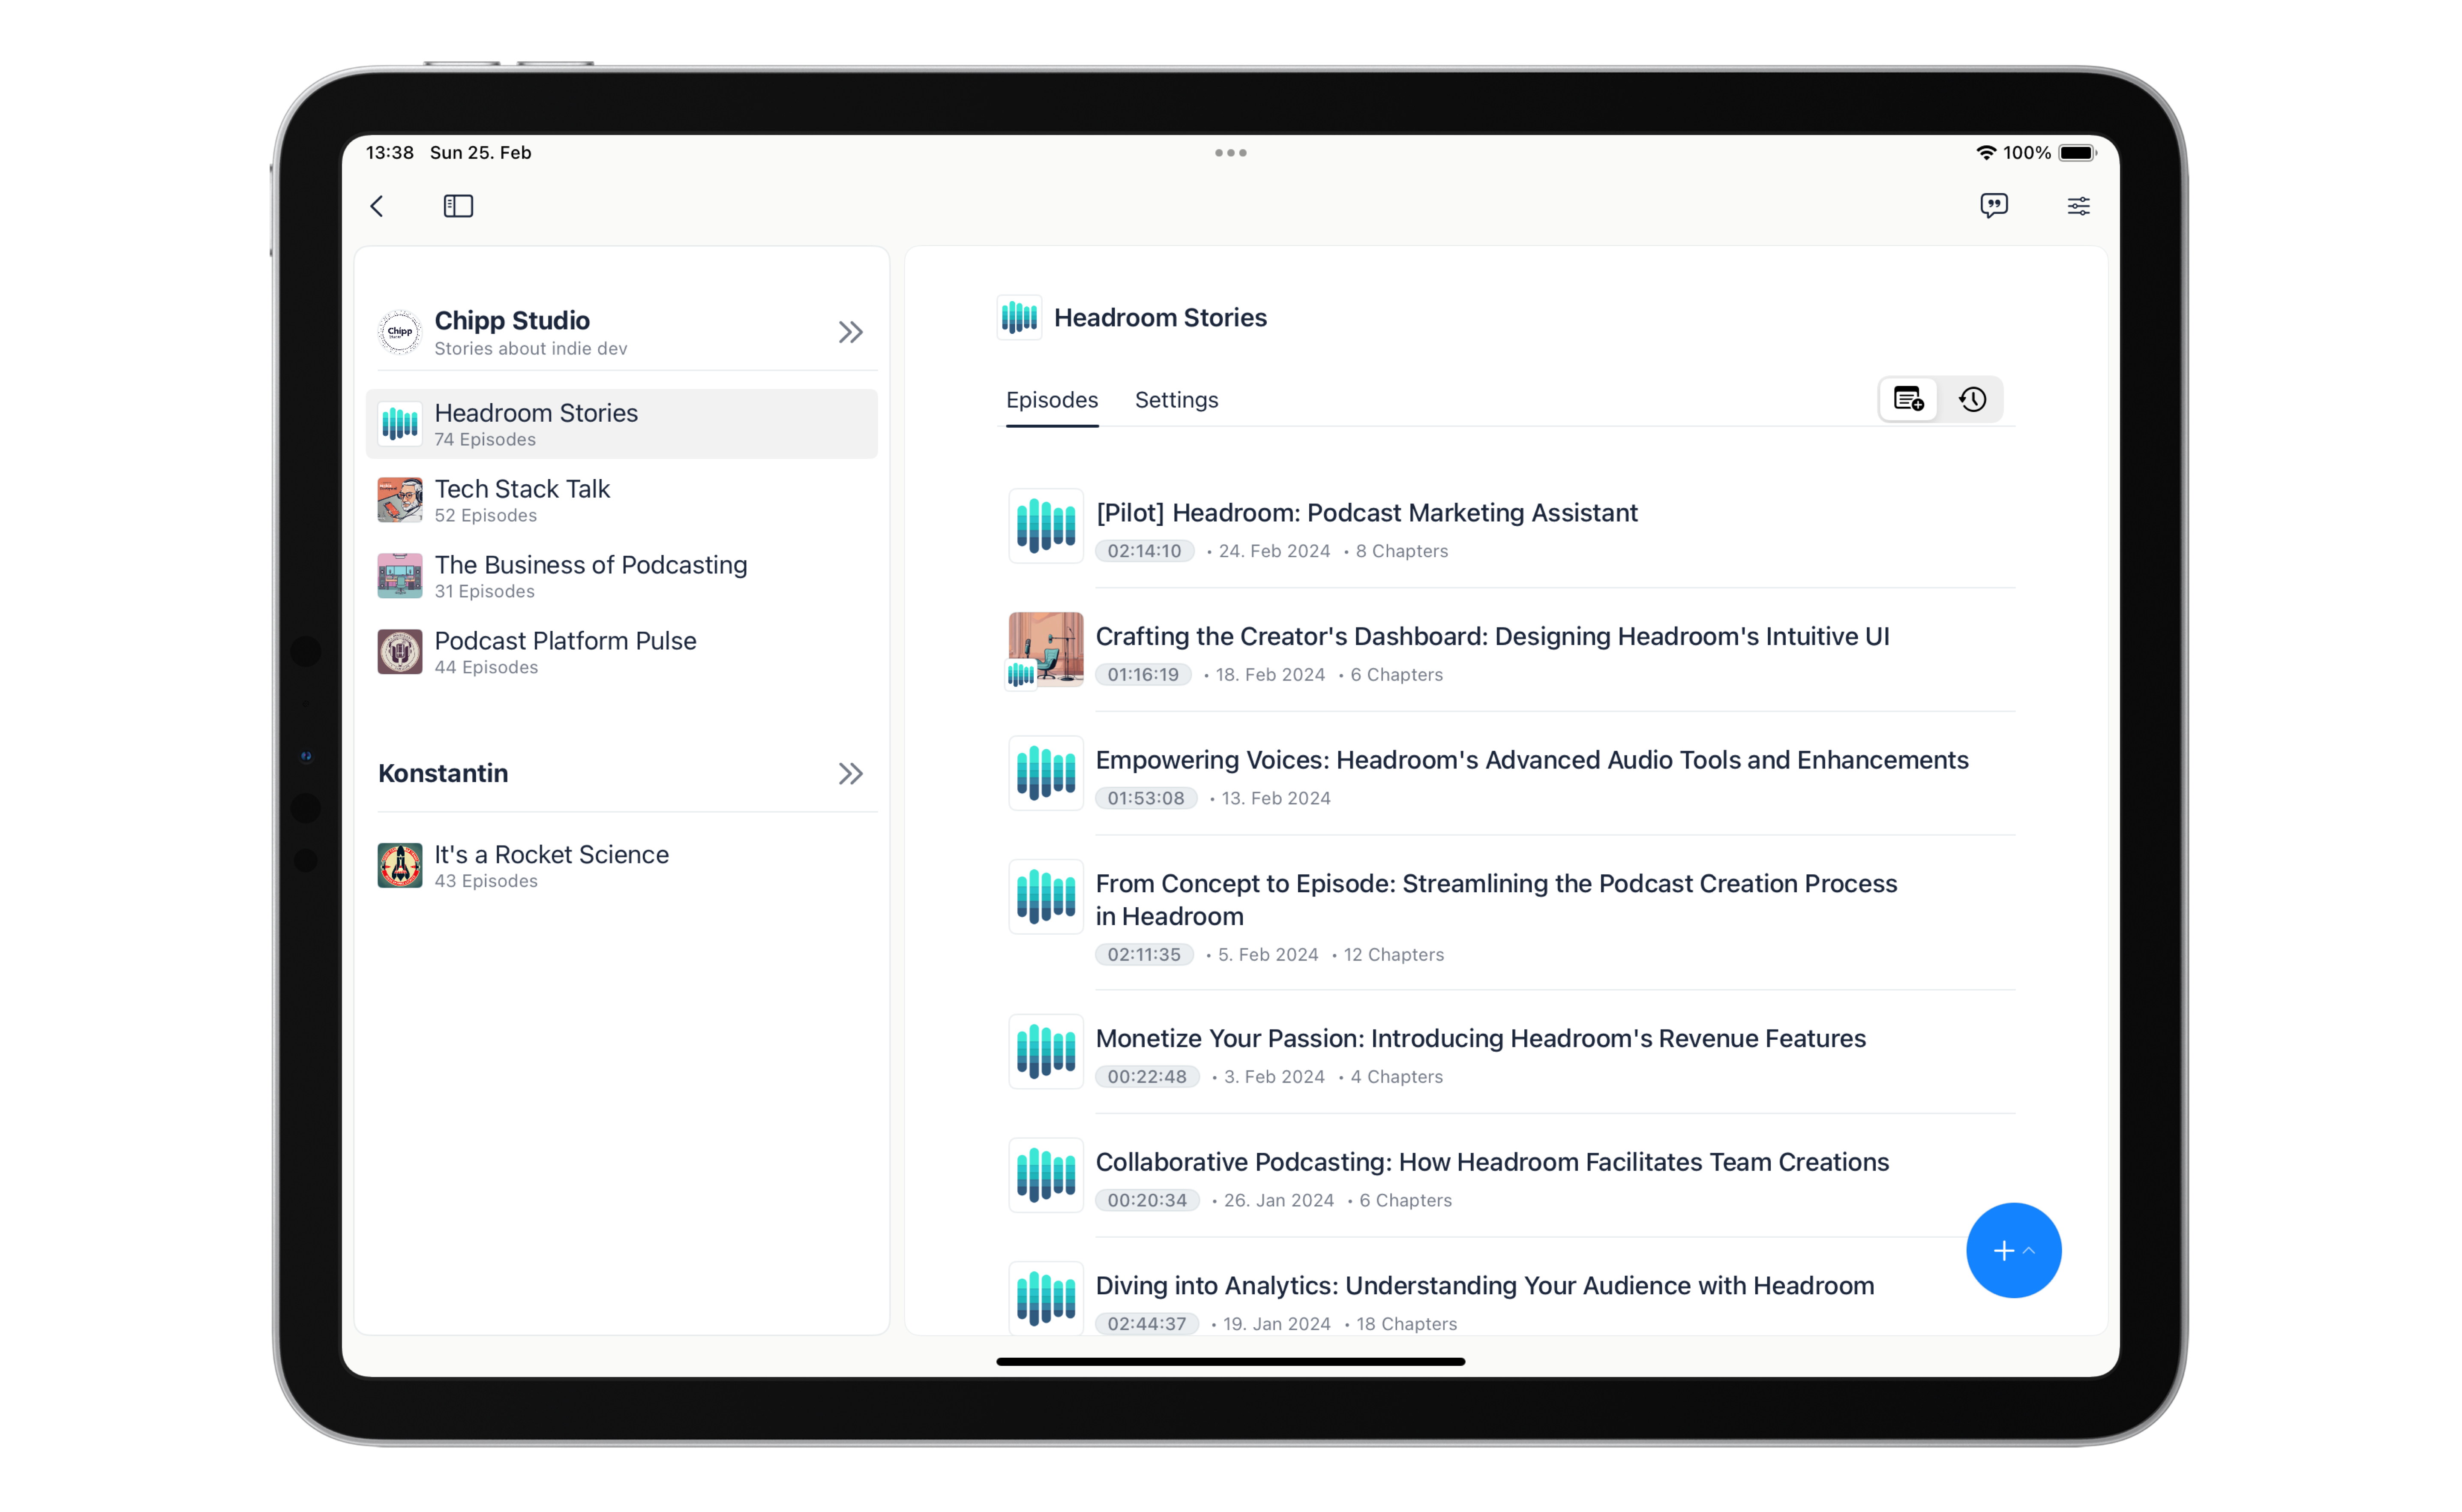 13:38 Sun 25. Feb
100%
Chipp
Chipp Studio
Stories about indie dev
Headroom Stories
74 Episodes
Tech Stack Talk
52 Episodes
The Business of Podcasting
31 Episodes
Podcast Platform Pulse
44 Episodes
Konstantin
It's a Rocket Science
43 Episodes
Headroom Stories
Episodes Settings
[Pilot] Headroom: Podcast Marketing Assistant
02:14:10 • 24. Feb 2024 • 8 Chapters
Crafting the Creator's Dashboard: Designing Headroom's Intuitive UI
01:16:19 • 18. Feb 2024 • 6 Chapters
Empowering Voices: Headroom's Advanced Audio Tools and Enhancements
01:53:08 • 13. Feb 2024
From Concept to Episode: Streamlining the Podcast Creation Process
in Headroom
02:11:35 • 5. Feb 2024 • 12 Chapters
Monetize Your Passion: Introducing Headroom's Revenue Features
00:22:48 • 3. Feb 2024 • 4 Chapters
Collaborative Podcasting: How Headroom Facilitates Team Creations
00:20:34 • 26. Jan 2024 • 6 Chapters
Diving into Analytics: Understanding Your Audience with Headroom
02:44:37 • 19. Jan 2024 • 18 Chapters